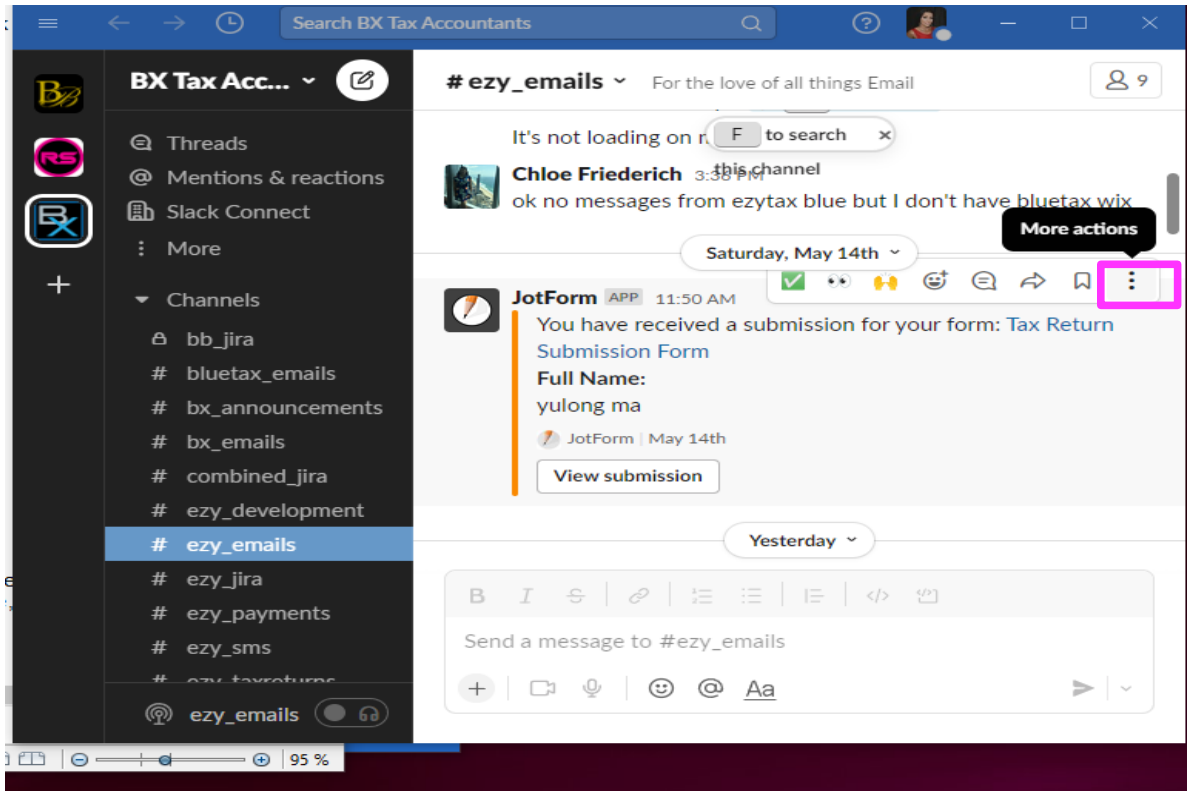 Search BX Tax Accountants
BX Tax Acc...
# ezy_emails
For the love of all things Email
9
Threads
Mentions & reactions
Slack Connect
More
Channels
bb_jira
# bluetax_emails
# bx_announcements
# bx_emails
# combined_jira
# ezy_development
# ezy_emails
# ezy_jira
# ezy_payments
# ezy_sms
# ezy_taxreturns
ezy_emails
It's not loading on
F to search
this channel
Chloe Friederich
ok no messages from ezytax blue but I don't have bluetax wix
More actions
Saturday, May 14th
JotForm APP 11:50 AM
You have received a submission for your form: Tax Return
Submission Form
Full Name:
yulong ma
JotForm | May 14th
View submission
Yesterday
B I S
Send a message to #ezy_emails
@ Aa
95 %
BB
RS
BX